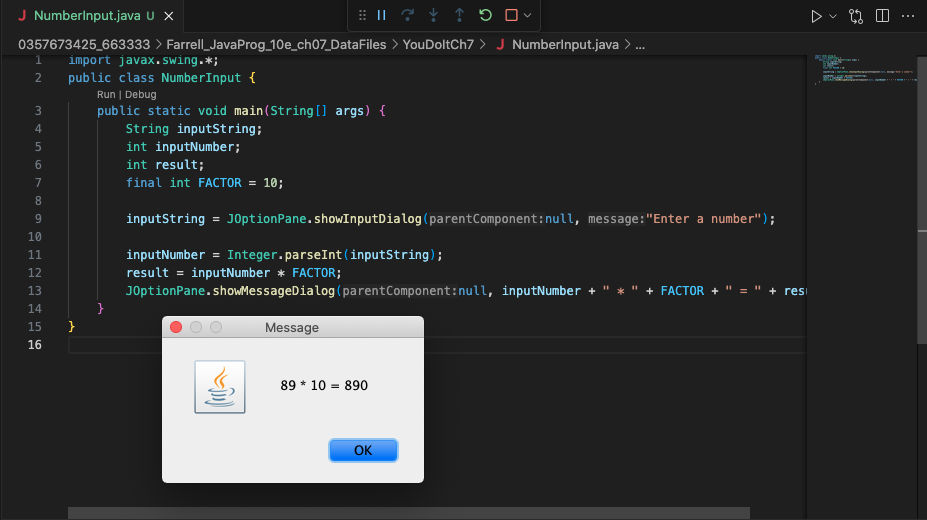 J NumberInput.java U
0357673425_663333 > Farrell_JavaProg_10e_ch07_DataFiles > YouDoItCh7 > J NumberInput.java > ...
1 import javax.swing.*;
2 public class NumberInput {
Run | Debug
3 public static void main(String[] args) {
4 String inputString;
5 int inputNumber;
6 int result;
7 final int FACTOR = 10;
8
9 inputString = JOptionPane.showInputDialog(parentComponent:null, message:"Enter a number");
10
11 inputNumber = Integer.parseInt(inputString);
12 result = inputNumber * FACTOR;
13 JOptionPane.showMessageDialog(parentComponent:null, inputNumber + " * " + FACTOR + " = " + resu
14 }
15 }
16
Message
89 * 10 = 890
OK